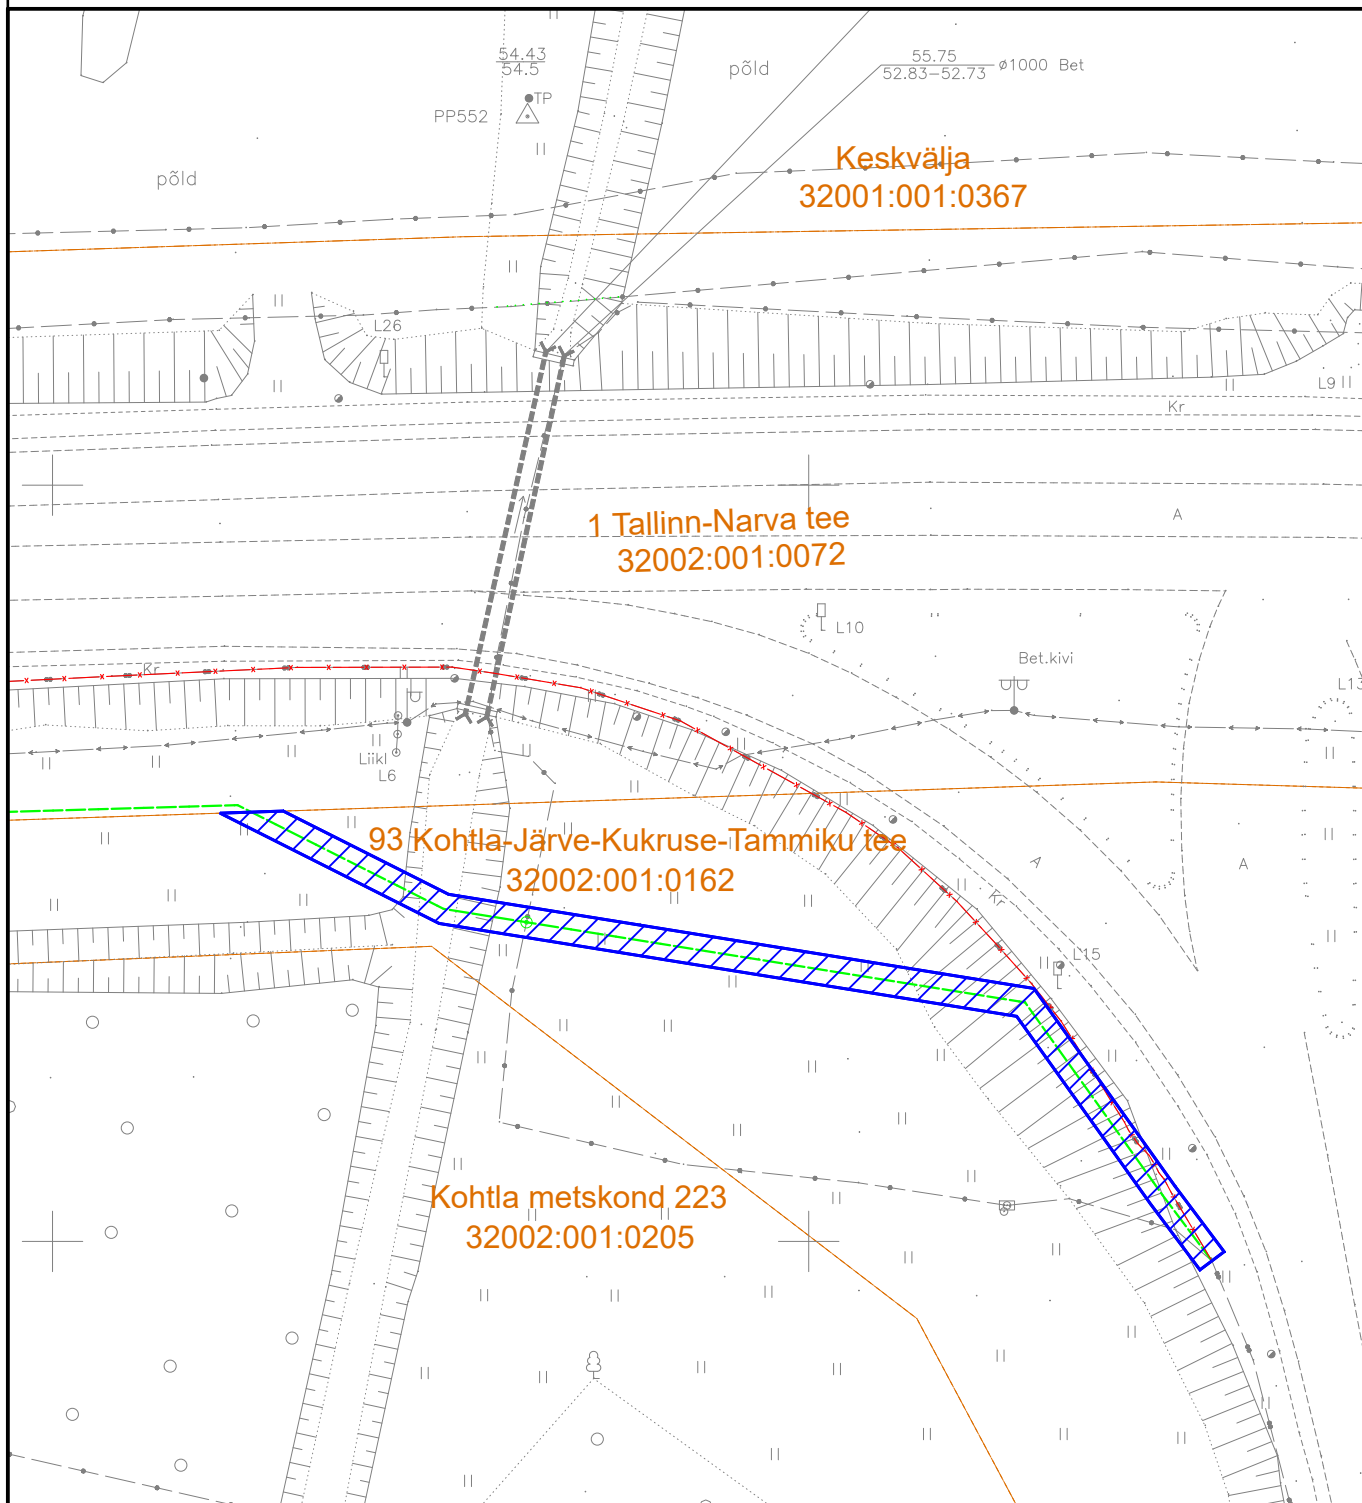 54.43
54.5
TP
PP552
põld
55.75
52.83-52.73
ø1000 Bet
põld
Keskvälja
32001:001:0367
L26
L9
Kr
A
1 Tallinn-Narva tee
32002:001:0072
L10
Bet.kivi
L13
Kr
Liikl
L6
93 Kohtla-Järve-Kukruse-Tammiku tee
32002:001:0162
A
A
Kr
L15
Kohtla metskond 223
32002:001:0205